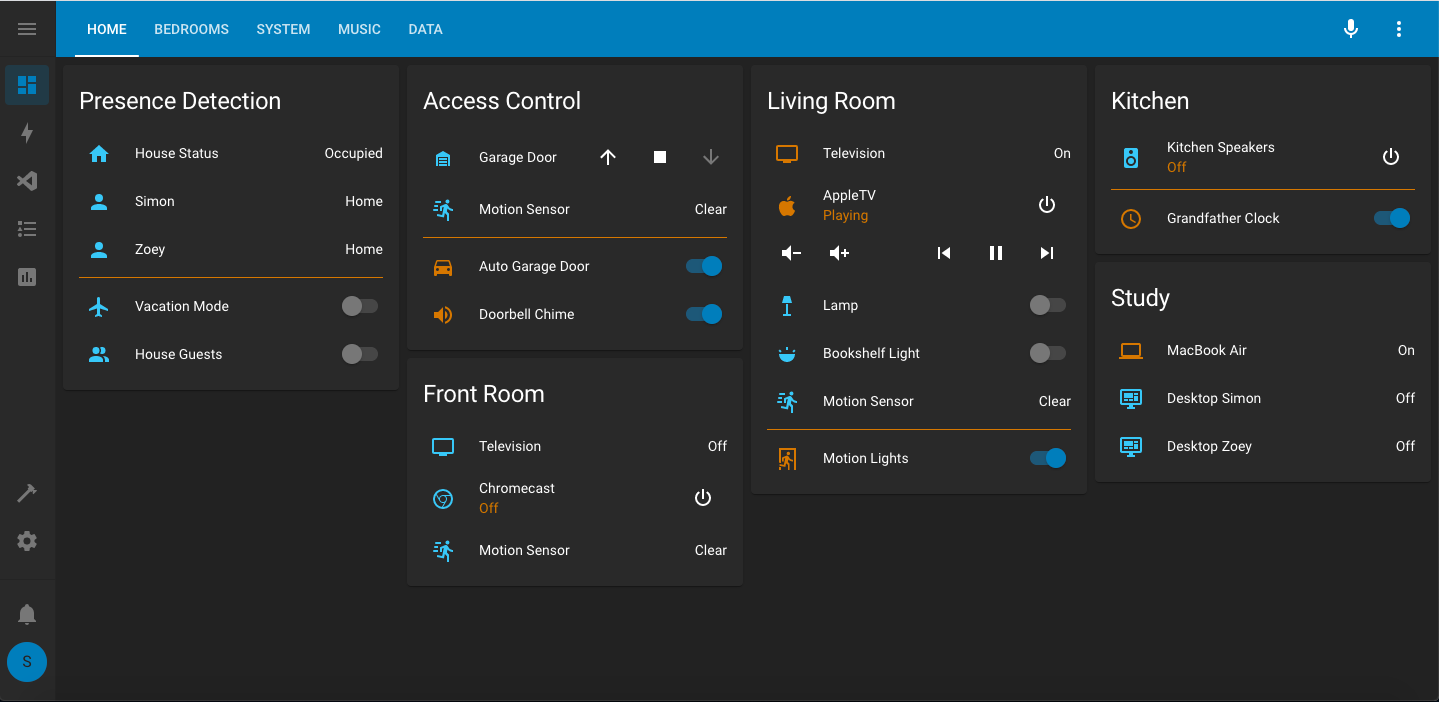 HOME BEDROOMS SYSTEM MUSIC DATA
Presence Detection
House Status Occupied
Simon Home
Zoey Home
Vacation Mode
House Guests
Access Control
Garage Door
Motion Sensor Clear
Auto Garage Door
Doorbell Chime
Front Room
Television Off
Chromecast
Off
Motion Sensor Clear
Living Room
Television On
AppleTV
Playing
Lamp
Bookshelf Light
Motion Sensor Clear
Motion Lights
Kitchen
Kitchen Speakers
Off
Grandfather Clock
Study
MacBook Air On
Desktop Simon Off
Desktop Zoey Off
S